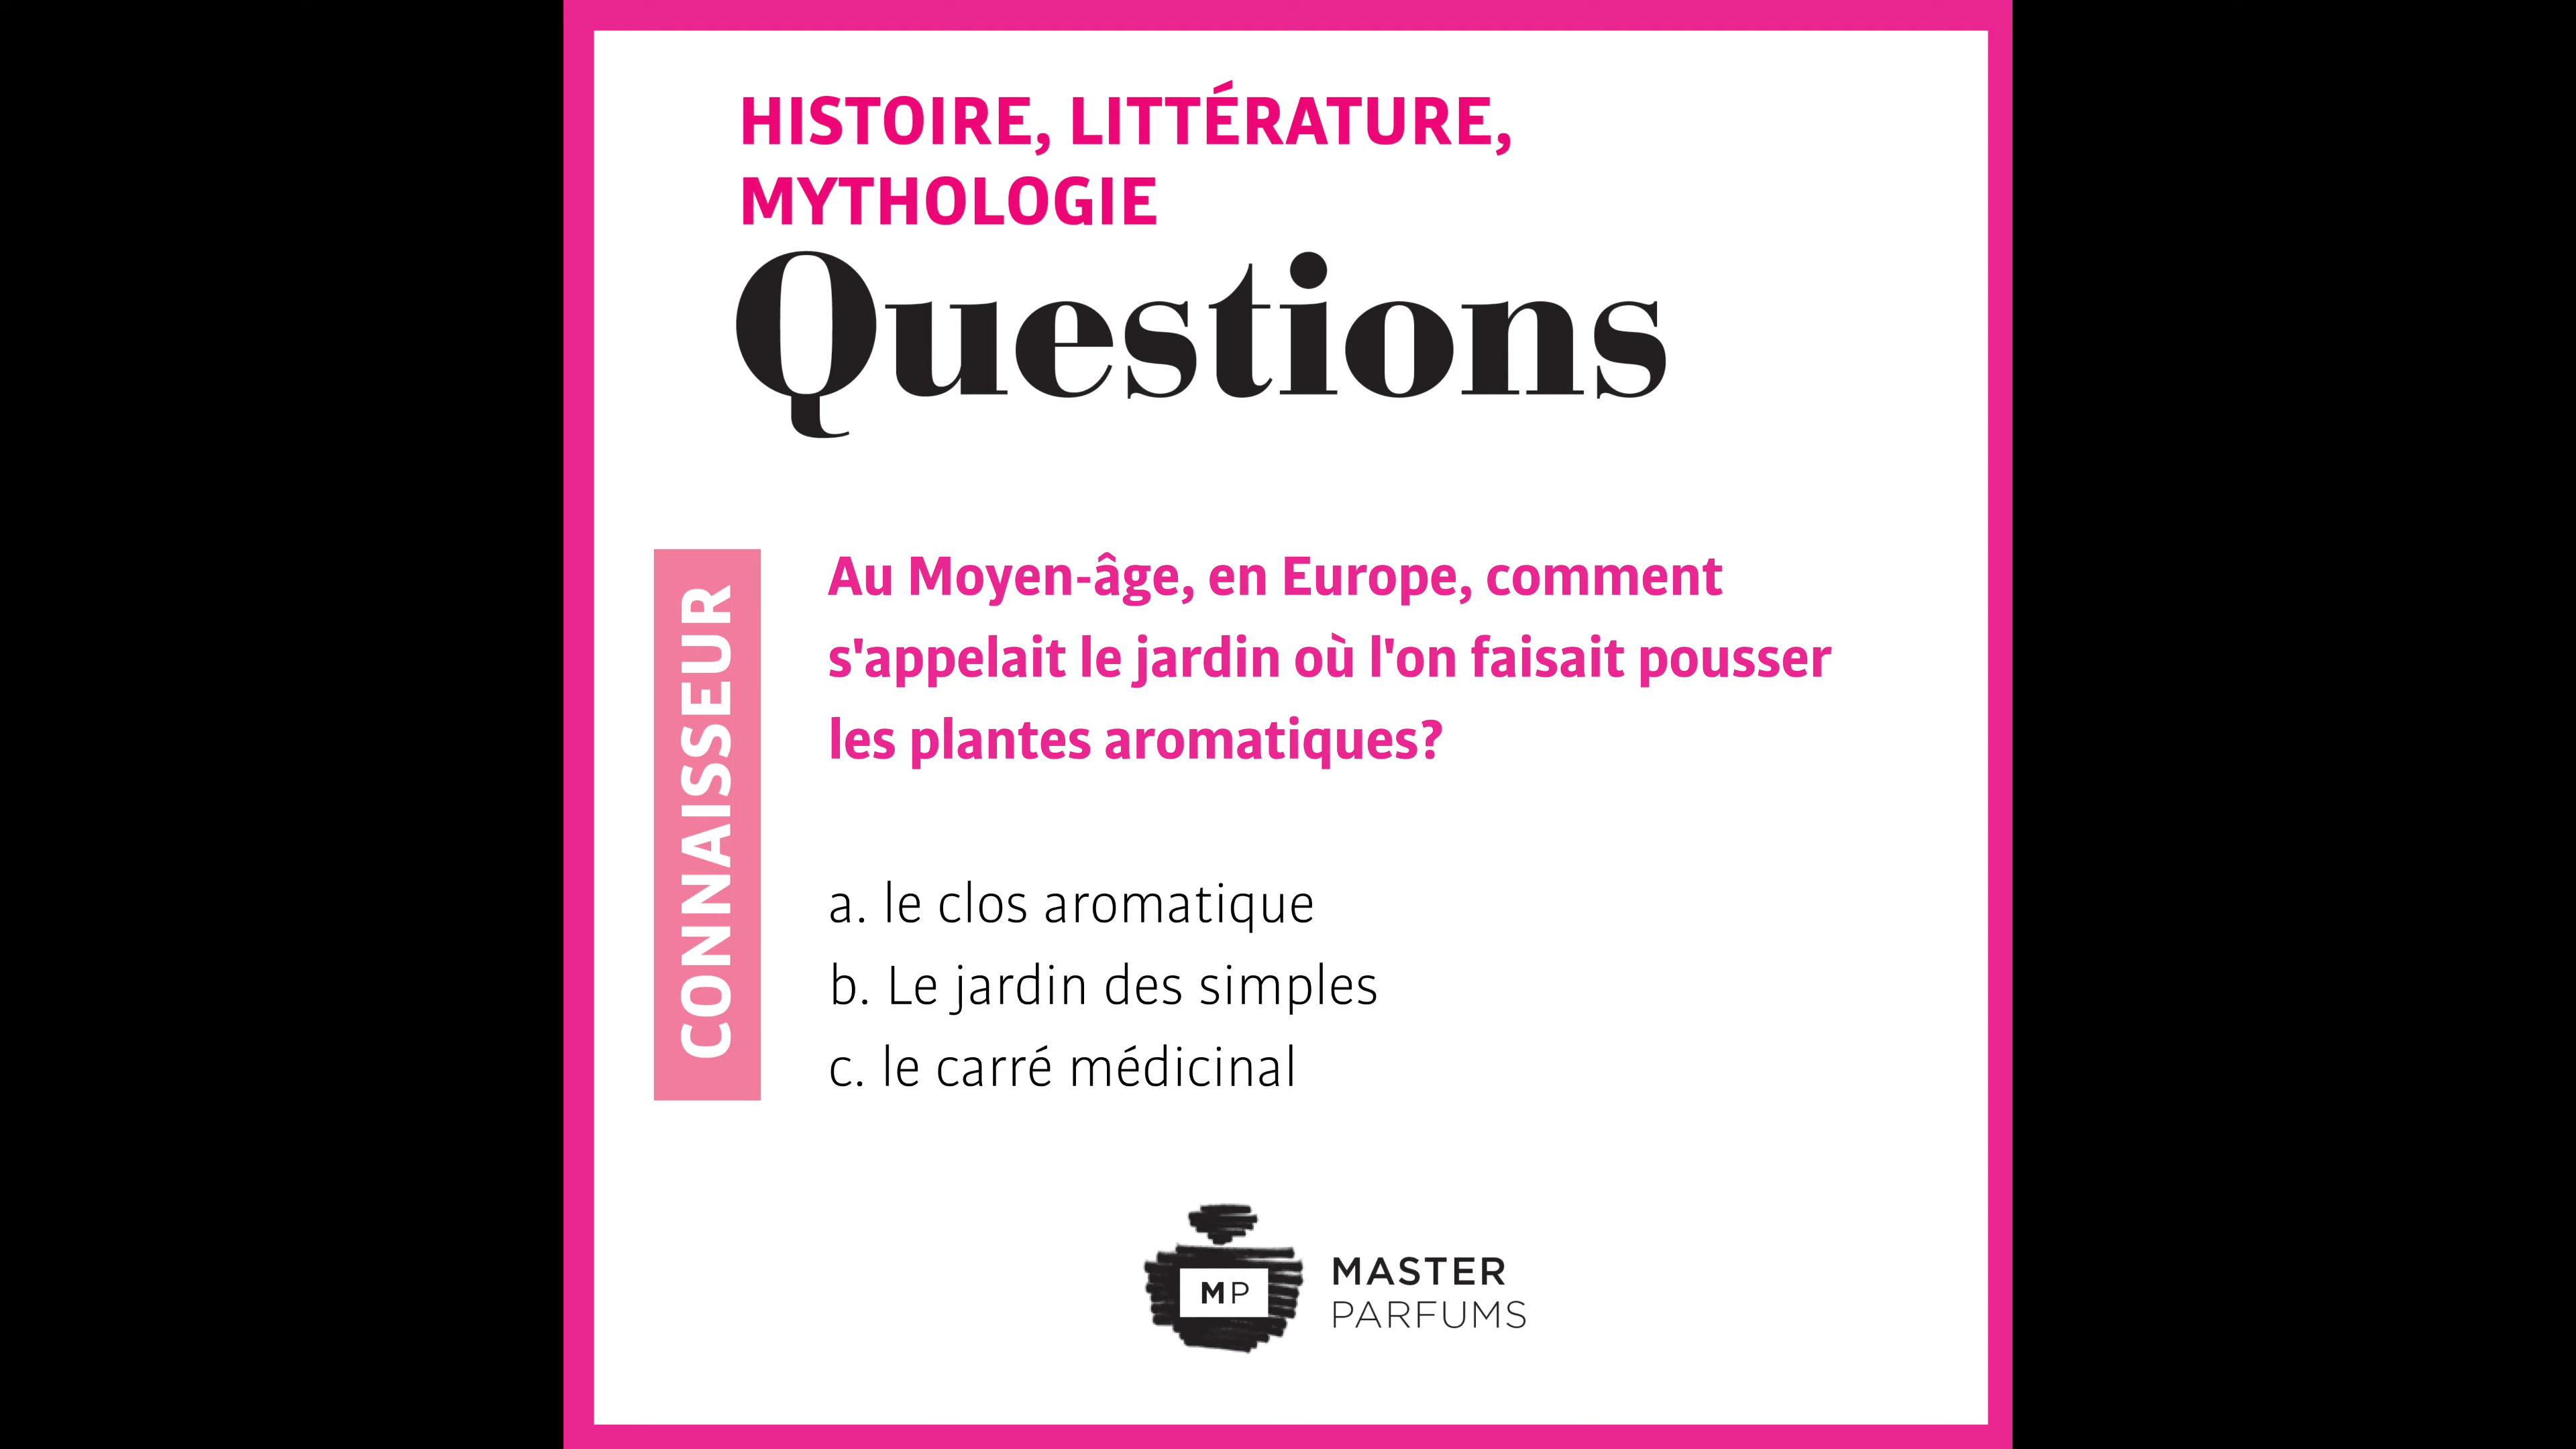 HISTOIRE, LITTÉRATURE,
MYTHOLOGIE
Questions
CONNAISSEUR
Au Moyen-âge, en Europe, comment
s'appelait le jardin où l'on faisait pousser
les plantes aromatiques?
a. le clos aromatique
b. Le jardin des simples
c. le carré médicinal
MP
MASTER
PARFUMS